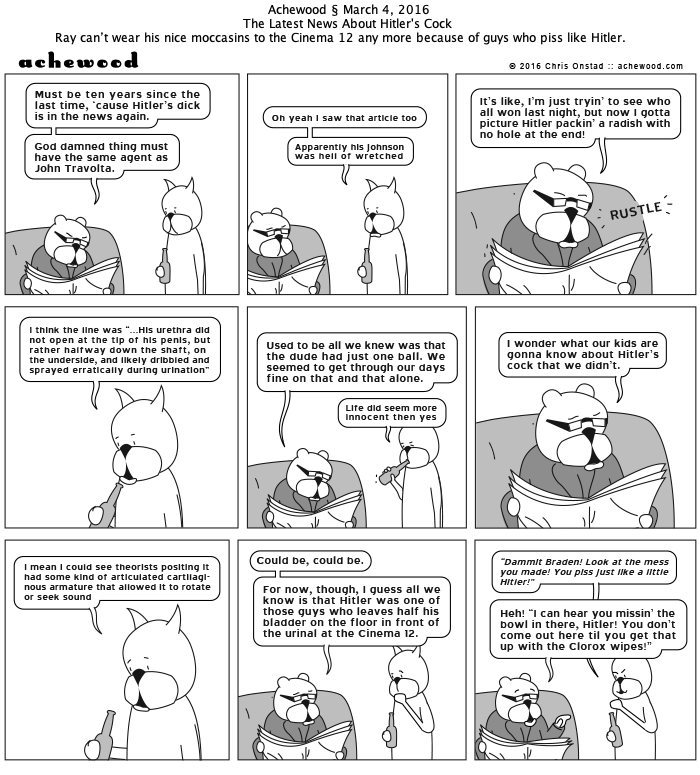 Achewood § March 4, 2016
The Latest News About Hitler's Cock
Ray can't wear his nice moccasins to the Cinema 12 any more because of guys who piss like Hitler.
achewood
© 2016 Chris Onstad :: achewood.com
Must be ten years since the
last time, 'cause Hitler's dick
is in the news again.
God damned thing must
have the same agent as
John Travolta.
Oh yeah I saw that article too
Apparently his johnson
was hell of wretched
It's like, I'm just tryin' to see who
all won last night, but now I gotta
picture Hitler packin' a radish with
no hole at the end!
RUSTLE
I think the line was "...His urethra did
not open at the tip of his penis, but
rather halfway down the shaft, on
the underside, and likely dribbled and
sprayed erratically during urination"
Used to be all we knew was that
the dude had just one ball. We
seemed to get through our days
fine on that and that alone.
Life did seem more
innocent then yes
I wonder what our kids are
gonna know about Hitler's
cock that we didn't.
I mean I could see theorists positing it
had some kind of articulated cartilagi-
nous armature that allowed it to rotate
or seek sound
Could be, could be.
For now, though, I guess all we
know is that Hitler was one of
those guys who leaves half his
bladder on the floor in front of
the urinal at the Cinema 12.
"Dammit Braden! Look at the mess
you made! You piss just like a little
Hitler!"
Heh! "I can hear you missin' the
bowl in there, Hitler! You don't
come out here til you get that
up with the Clorox wipes!"